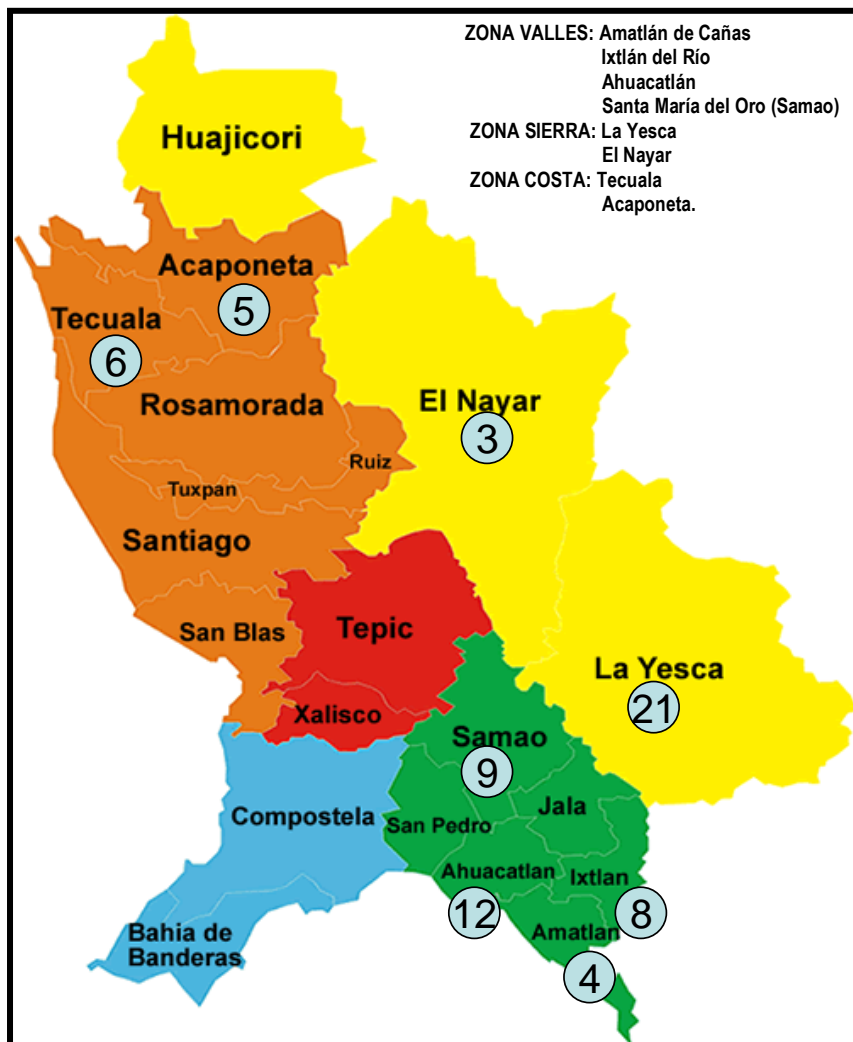 ZONA VALLES: Amatlán de Cañas
Ixtlán del Río
Ahuacatlán
Santa María del Oro (Samao)
ZONA SIERRA: La Yesca
El Nayar
ZONA COSTA: Tecuala
Acaponeta.
Huajicori
Acaponeta
5
Tecuala
6
Rosamorada
El Nayar
3
Ruiz
Tuxpan
Santiago
San Blas
Tepic
La Yesca
21
Xalisco
Samao
9
Jala
Compostela
San Pedro
Ahuacatlan
Ixtlan
12
8
Amatlan
Bahia de
Banderas
4